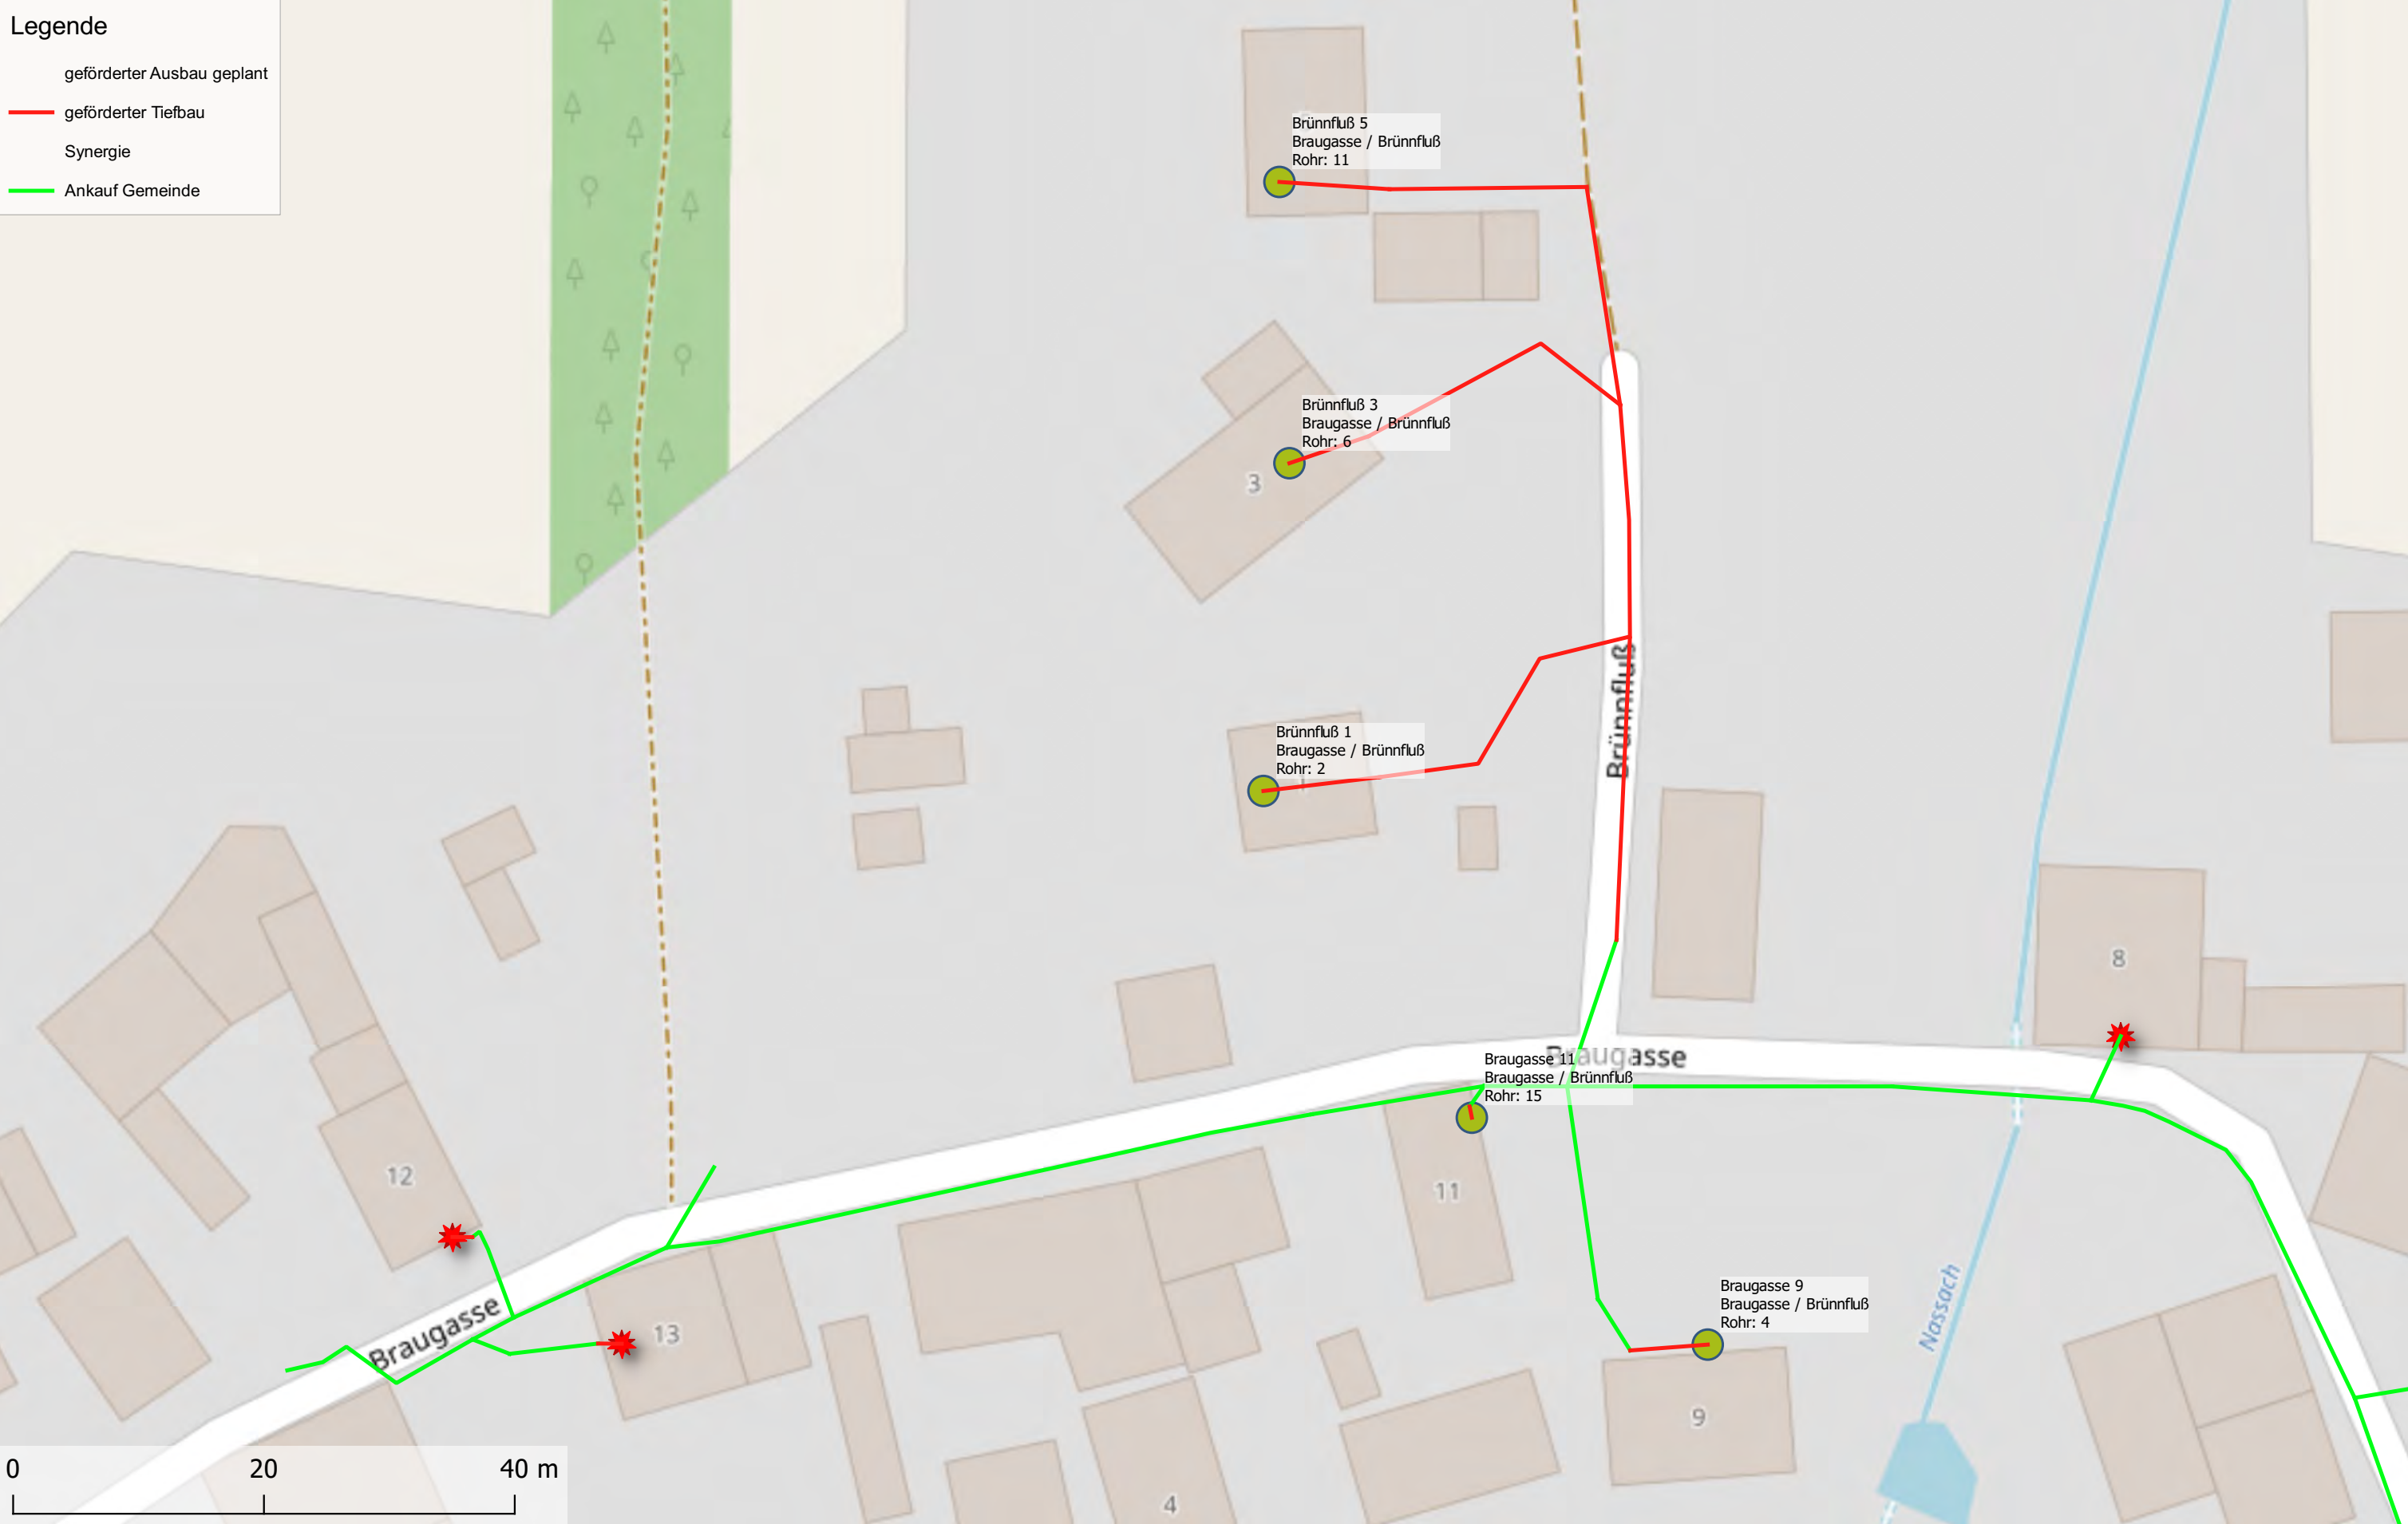 Legende
geförderter Ausbau geplant
geförderter Tiefbau
Synergie
Ankauf Gemeinde
Brünnfluß 5
Braugasse / Brünnfluß
Rohr: 11
Brünnfluß 3
Braugasse / Brünnfluß
Rohr: 6
3
Brünnfluß
Brünnfluß 1
Braugasse / Brünnfluß
Rohr: 2
8
Braugasse
Braugasse 11
Braugasse / Brünnfluß
Rohr: 15
12
11
Braugasse 9
Braugasse / Brünnfluß
Rohr: 4
Nassach
Braugasse
13
9
4
0 20 40 m